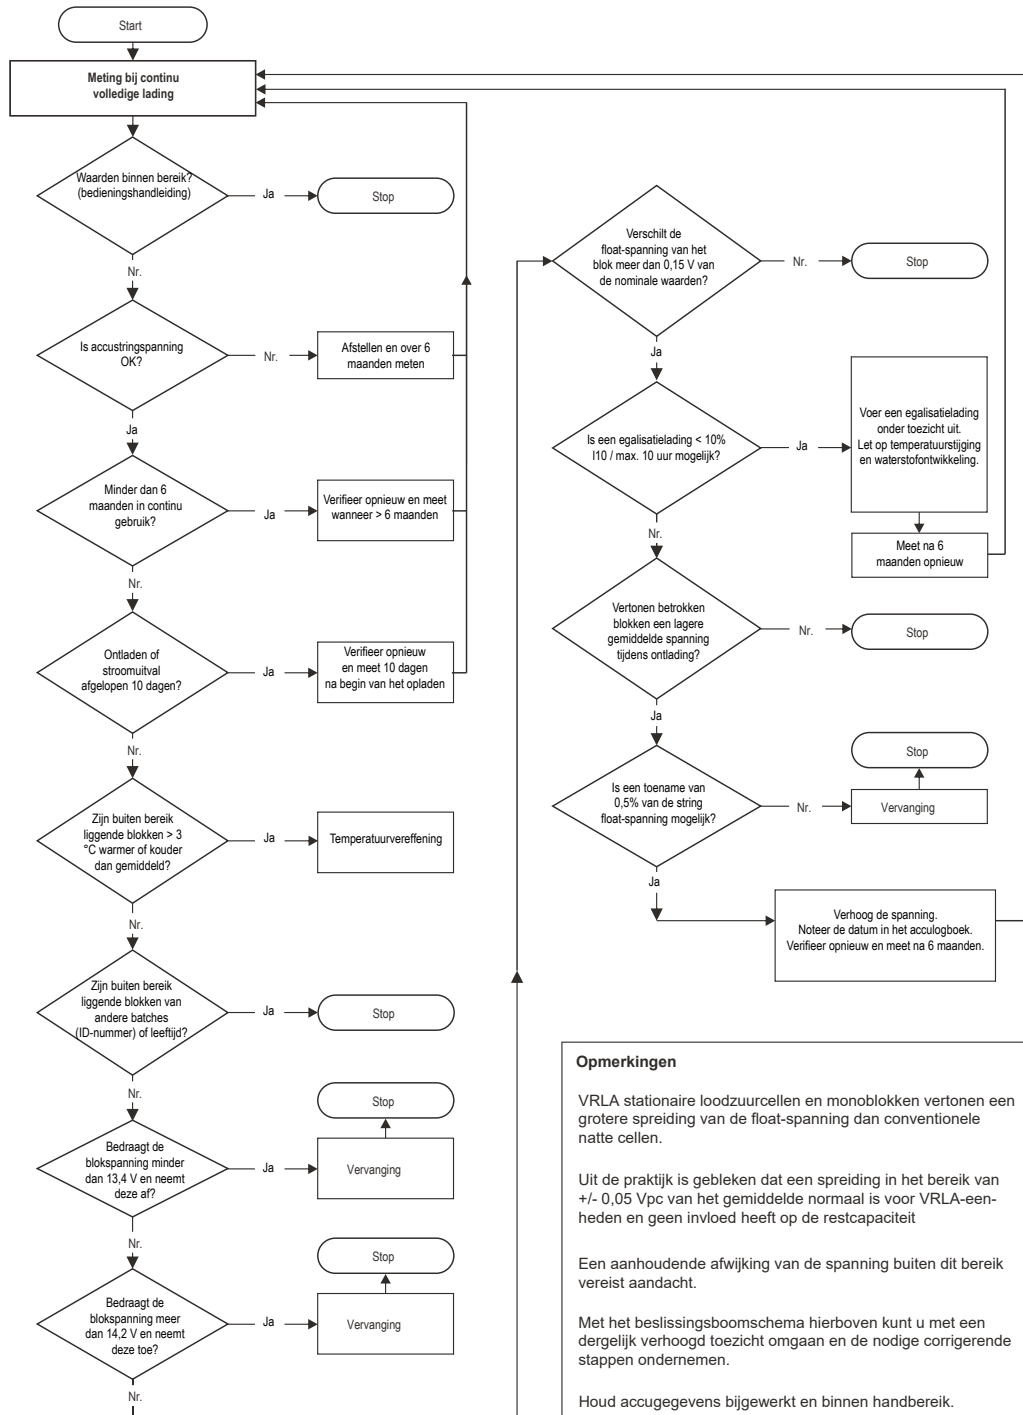 Start
Meting bij continu
volledige lading
Waarden binnen bereik?
(bedieningshandleiding)
Ja
Stop
Nr.
Is accustringspanning
OK?
Nr.
Afstellen en over 6
maanden meten
Ja
Minder dan 6
maanden in continu
gebruik?
Ja
Verifieer opnieuw en meet
wanneer > 6 maanden
Nr.
Ontladen of
stroomuitval
afgelopen 10 dagen?
Ja
Verifieer opnieuw
en meet 10 dagen
na begin van het opladen
Nr.
Zijn buiten bereik
liggende blokken > 3
°C warmer of kouder
dan gemiddeld?
Ja
Temperatuurvereffening
Nr.
Zijn buiten bereik
liggende blokken van
andere batches
(ID-nummer) of leeftijd?
Ja
Stop
Nr.
Bedraagt de
blokspanning minder
dan 13,4 V en neemt
deze af?
Ja
Vervanging
Stop
Nr.
Bedraagt de
blokspanning meer
dan 14,2 V en neemt
deze toe?
Ja
Vervanging
Stop
Nr.
Verschilt de
float-spanning van het
blok meer dan 0,15 V van
de nominale waarden?
Nr.
Stop
Ja
Is een egalisatielading < 10%
I10 / max. 10 uur mogelijk?
Ja
Voer een egalisatielading
onder toezicht uit.
Let op temperatuurstijging
en waterstofontwikkeling.
Meet na 6
maanden opnieuw
Nr.
Vertonen betrokken
blokken een lagere
gemiddelde spanning
tijdens ontlading?
Nr.
Stop
Ja
Is een toename van
0,5% van de string
float-spanning mogelijk?
Nr.
Vervanging
Stop
Ja
Verhoog de spanning.
Noteer de datum in het acculogboek.
Verifieer opnieuw en meet na 6 maanden.
Opmerkingen
VRLA stationaire loodzuurcellen en monoblokken vertonen een
grotere spreiding van de float-spanning dan conventionele
natte cellen.
Uit de praktijk is gebleken dat een spreiding in het bereik van
+/- 0,05 Vpc van het gemiddelde normaal is voor VRLA-een-
heden en geen invloed heeft op de restcapaciteit
Een aanhoudende afwijking van de spanning buiten dit bereik
vereist aandacht.
Met het beslissingsboomschema hierboven kunt u met een
dergelijk verhoogd toezicht omgaan en de nodige corrigerende
stappen ondernemen.
Houd accugegevens bijgewerkt en binnen handbereik.